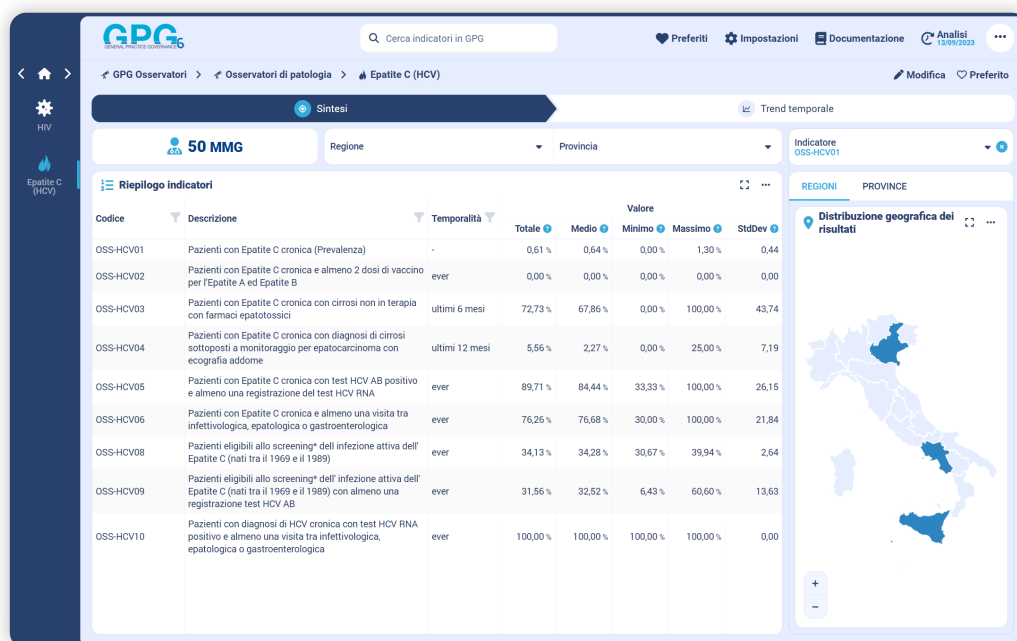 GPG6
GENERAL PRACTICE GOVERNANCE
Cerca indicatori in GPG
Preferiti
Impostazioni
Documentazione
Analisi
13/09/2023
GPG Osservatori > Osservatori di patologia > Epatite C (HCV)
Modifica
Preferito
HIV
Epatite C
(HCV)
Sintesi
Trend temporale
50 MMG
Regione
Provincia
Indicatore
OSS-HCV01
Riepilogo indicatori
Codice Descrizione Temporalità Valore
Totale Medio Minimo Massimo StdDev
OSS-HCV01 Pazienti con Epatite C cronica (Prevalenza) - 0,61 % 0,64 % 0,00 % 1,30 % 0,44
OSS-HCV02 Pazienti con Epatite C cronica e almeno 2 dosi di vaccino
per l'Epatite A ed Epatite B ever 0,00 % 0,00 % 0,00 % 0,00 % 0,00
OSS-HCV03 Pazienti con Epatite C cronica con cirrosi non in terapia
con farmaci epatotossici ultimi 6 mesi 72,73 % 67,86 % 0,00 % 100,00 % 43,74
OSS-HCV04 Pazienti con Epatite C cronica con diagnosi di cirrosi
sottoposti a monitoraggio per epatocarcinoma con
ecografia addome ultimi 12 mesi 5,56 % 2,27 % 0,00 % 25,00 % 7,19
OSS-HCV05 Pazienti con Epatite C cronica con test HCV AB positivo
e almeno una registrazione del test HCV RNA ever 89,71 % 84,44 % 33,33 % 100,00 % 26,15
OSS-HCV06 Pazienti con Epatite C cronica e almeno una visita tra
infettivologica, epatologica o gastroenterologica ever 76,26 % 76,68 % 30,00 % 100,00 % 21,84
OSS-HCV08 Pazienti eligibili allo screening* dell infezione attiva dell'
Epatite C (nati tra il 1969 e il 1989) ever 34,13 % 34,28 % 30,67 % 39,94 % 2,64
OSS-HCV09 Pazienti eligibili allo screening* dell' infezione attiva dell'
Epatite C (nati tra il 1969 e il 1989) con almeno una
registrazione test HCV AB ever 31,56 % 32,52 % 6,43 % 60,60 % 13,63
OSS-HCV10 Pazienti con diagnosi di HCV cronica con test HCV RNA
positivo e almeno una visita tra infettivologica,
epatologica o gastroenterologica ever 100,00 % 100,00 % 100,00 % 100,00 % 0,00
REGIONI
PROVINCE
Distribuzione geografica dei
risultati
+
−